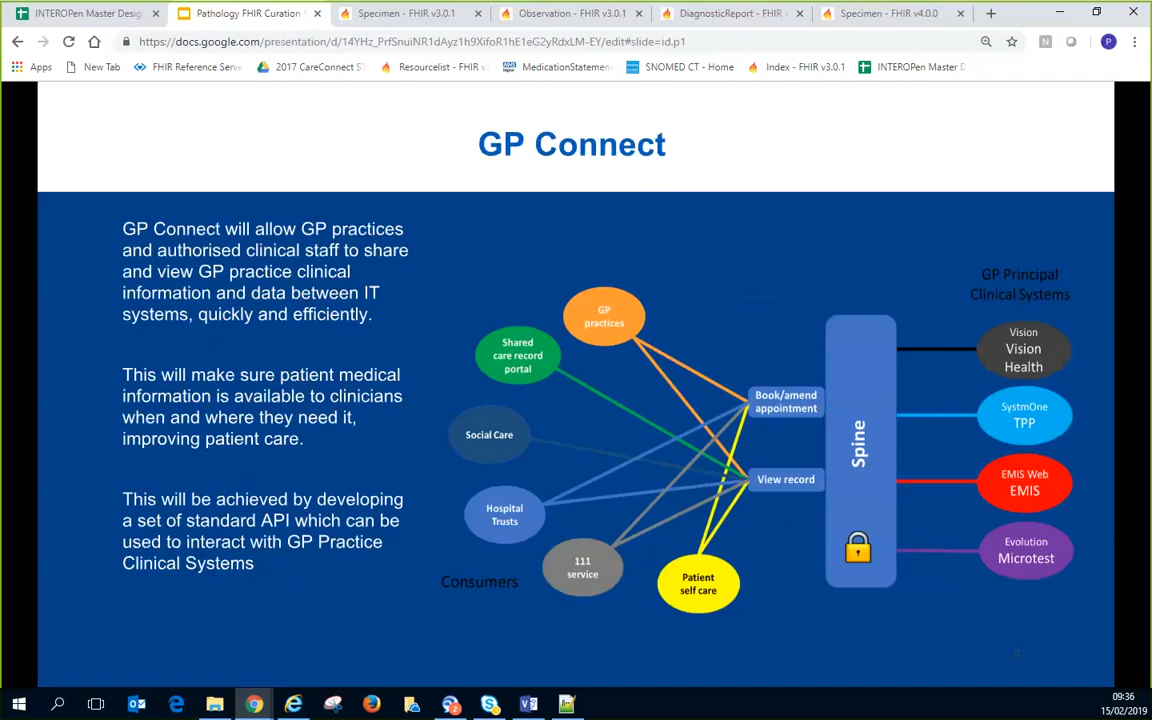 INTEROPen Master Desig
Pathology FHIR Curation
Specimen - FHIR v3.0.1
Observation - FHIR v3.0.1
DiagnosticReport - FHIR v
Specimen - FHIR v4.0.0
https://docs.google.com/presentation/d/14YHz_PrfSnuiNR1dAyz1h9XifoR1hE1eG2yRdxLM-EY/edit#slide=id.p1
P
Apps
New Tab
FHIR Reference Serve
2017 CareConnect ST
Resourcelist - FHIR v
NHS
MedicationStatement
SNOMED CT - Home
Index - FHIR v3.0.1
INTEROPen Master D
GP Connect
GP Connect will allow GP practices
and authorised clinical staff to share
and view GP practice clinical
information and data between IT
systems, quickly and efficiently.
This will make sure patient medical
information is available to clinicians
when and where they need it,
improving patient care.
This will be achieved by developing
a set of standard API which can be
used to interact with GP Practice
Clinical Systems
GP
practices
Shared
care record
portal
Social Care
Hospital
Trusts
111
service
Patient
self care
Consumers
Book/amend
appointment
View record
Spine
GP Principal
Clinical Systems
Vision
Vision
Health
SystmOne
TPP
EMIS Web
EMIS
Evolution
Microtest
5
09:36
15/02/2019